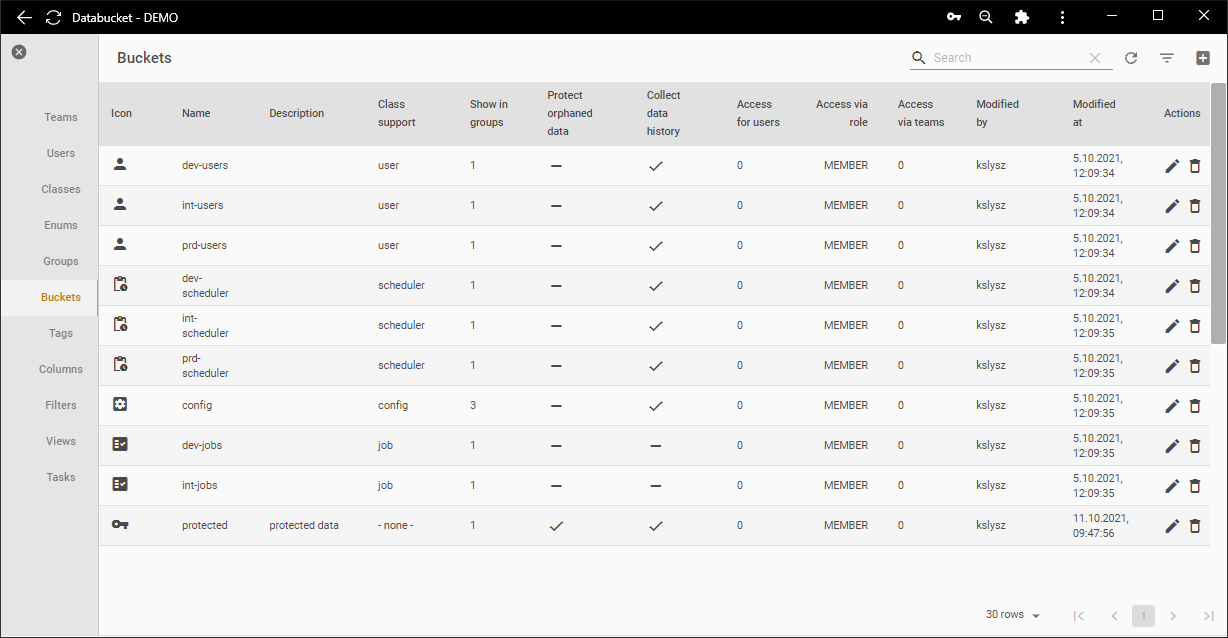 Databucket - DEMO
Buckets
Search
Teams
Users
Classes
Enums
Groups
Buckets
Tags
Columns
Filters
Views
Tasks
Icon Name Description Class support Show in groups Protect orphaned data Collect data history Access for users Access via role Access via teams Modified by Modified at Actions
dev-users user 1 0 MEMBER 0 kslysz 5.10.2021, 12:09:34
int-users user 1 0 MEMBER 0 kslysz 5.10.2021, 12:09:34
prd-users user 1 0 MEMBER 0 kslysz 5.10.2021, 12:09:34
dev-scheduler scheduler 1 0 MEMBER 0 kslysz 5.10.2021, 12:09:34
int-scheduler scheduler 1 0 MEMBER 0 kslysz 5.10.2021, 12:09:35
prd-scheduler scheduler 1 0 MEMBER 0 kslysz 5.10.2021, 12:09:35
config config 3 0 MEMBER 0 kslysz 5.10.2021, 12:09:35
dev-jobs job 1 0 MEMBER 0 kslysz 5.10.2021, 12:09:35
int-jobs job 1 0 MEMBER 0 kslysz 5.10.2021, 12:09:35
protected protected data - none - 1 0 MEMBER 0 kslysz 11.10.2021, 09:47:56
30 rows 1